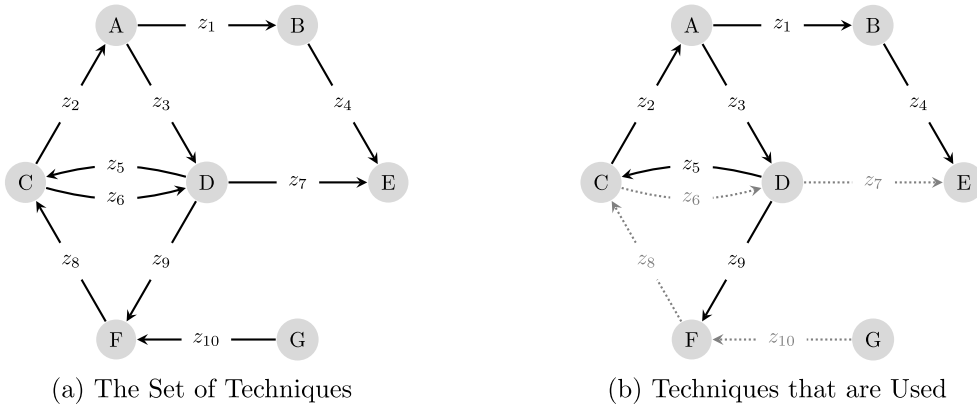 A z₁ B A z₁ B
z₂ z₃ z₄ z₂ z₃ z₄
C z₅ D z₇ E C z₅ D z₇ E
z₆ z₆
z₈ z₉ z₈ z₉
F z₁₀ G F z₁₀ G
(a) The Set of Techniques (b) Techniques that are Used